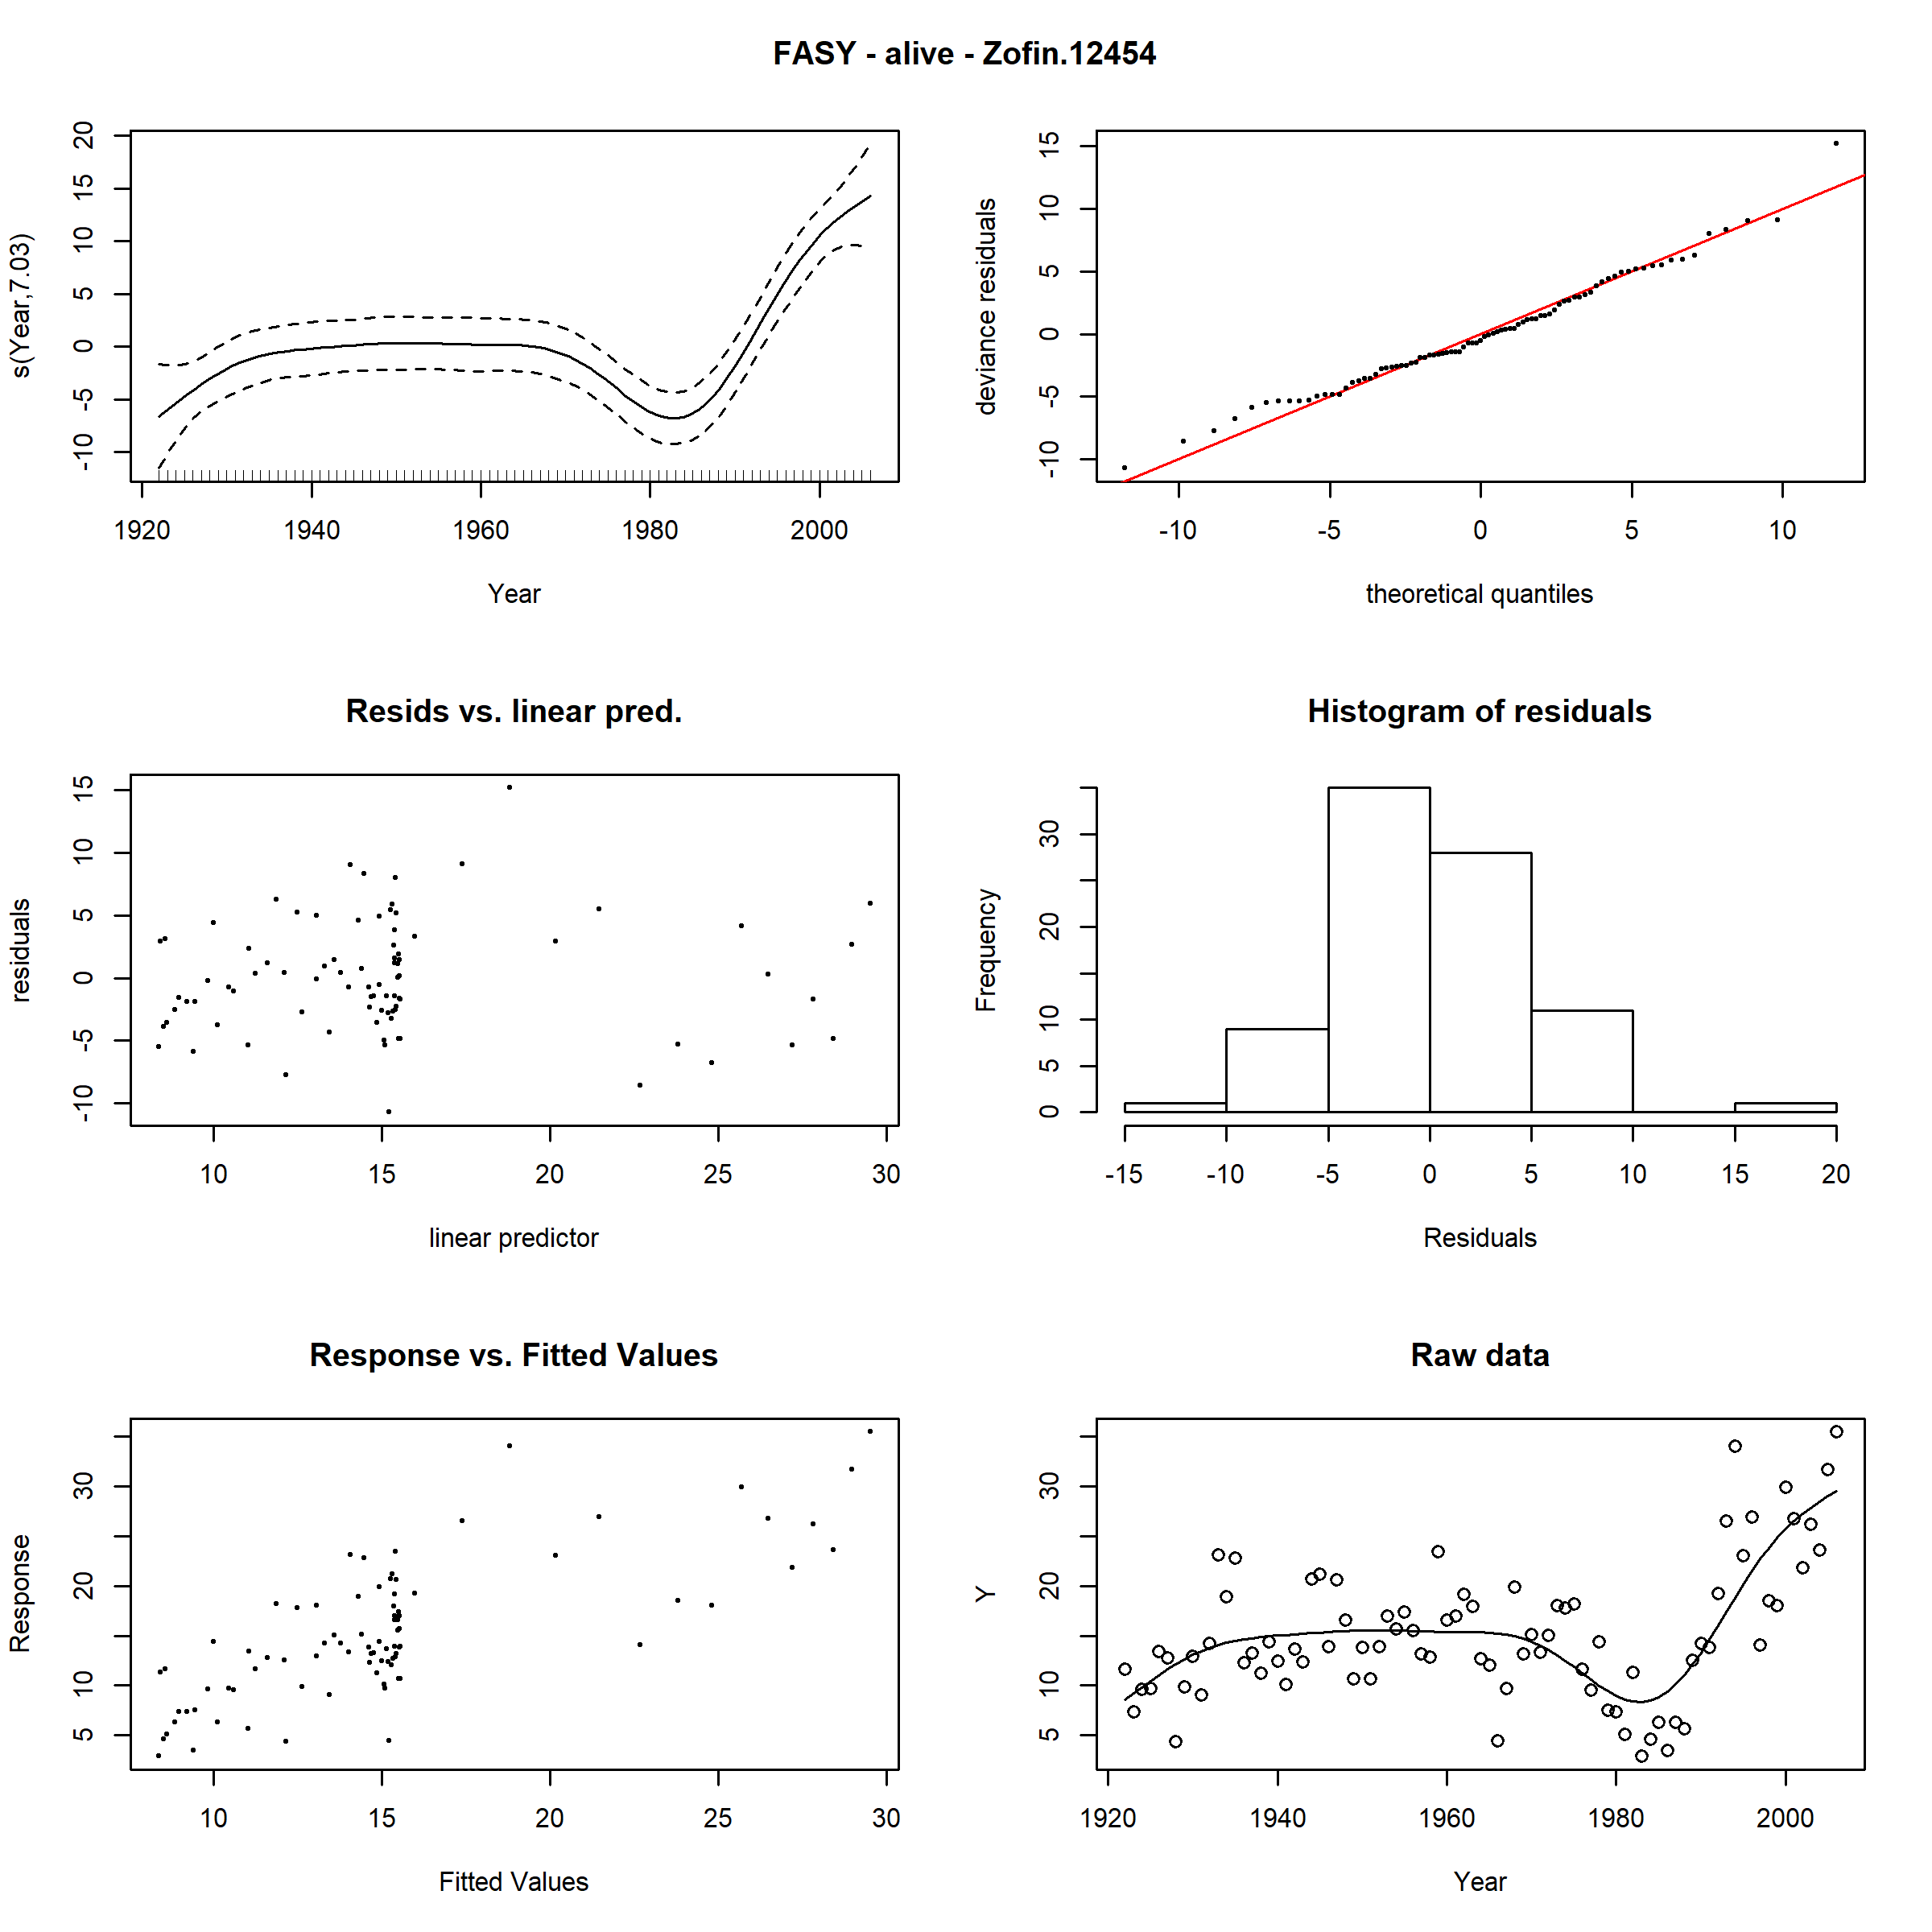 FASY - alive - Zofin.12454
s(Year,7.03)
-10 -5 0 5 10 15 20
1920 1940 1960 1980 2000
Year
deviance residuals
-10 -5 0 5 10 15
-10 -5 0 5 10
theoretical quantiles
Resids vs. linear pred.
residuals
-10 -5 0 5 10 15
10 15 20 25 30
linear predictor
Histogram of residuals
Frequency
0 5 10 20 30
-15 -10 -5 0 5 10 15 20
Residuals
Response vs. Fitted Values
Response
5 10 20 30
10 15 20 25 30
Fitted Values
Raw data
Y
5 10 20 30
1920 1940 1960 1980 2000
Year